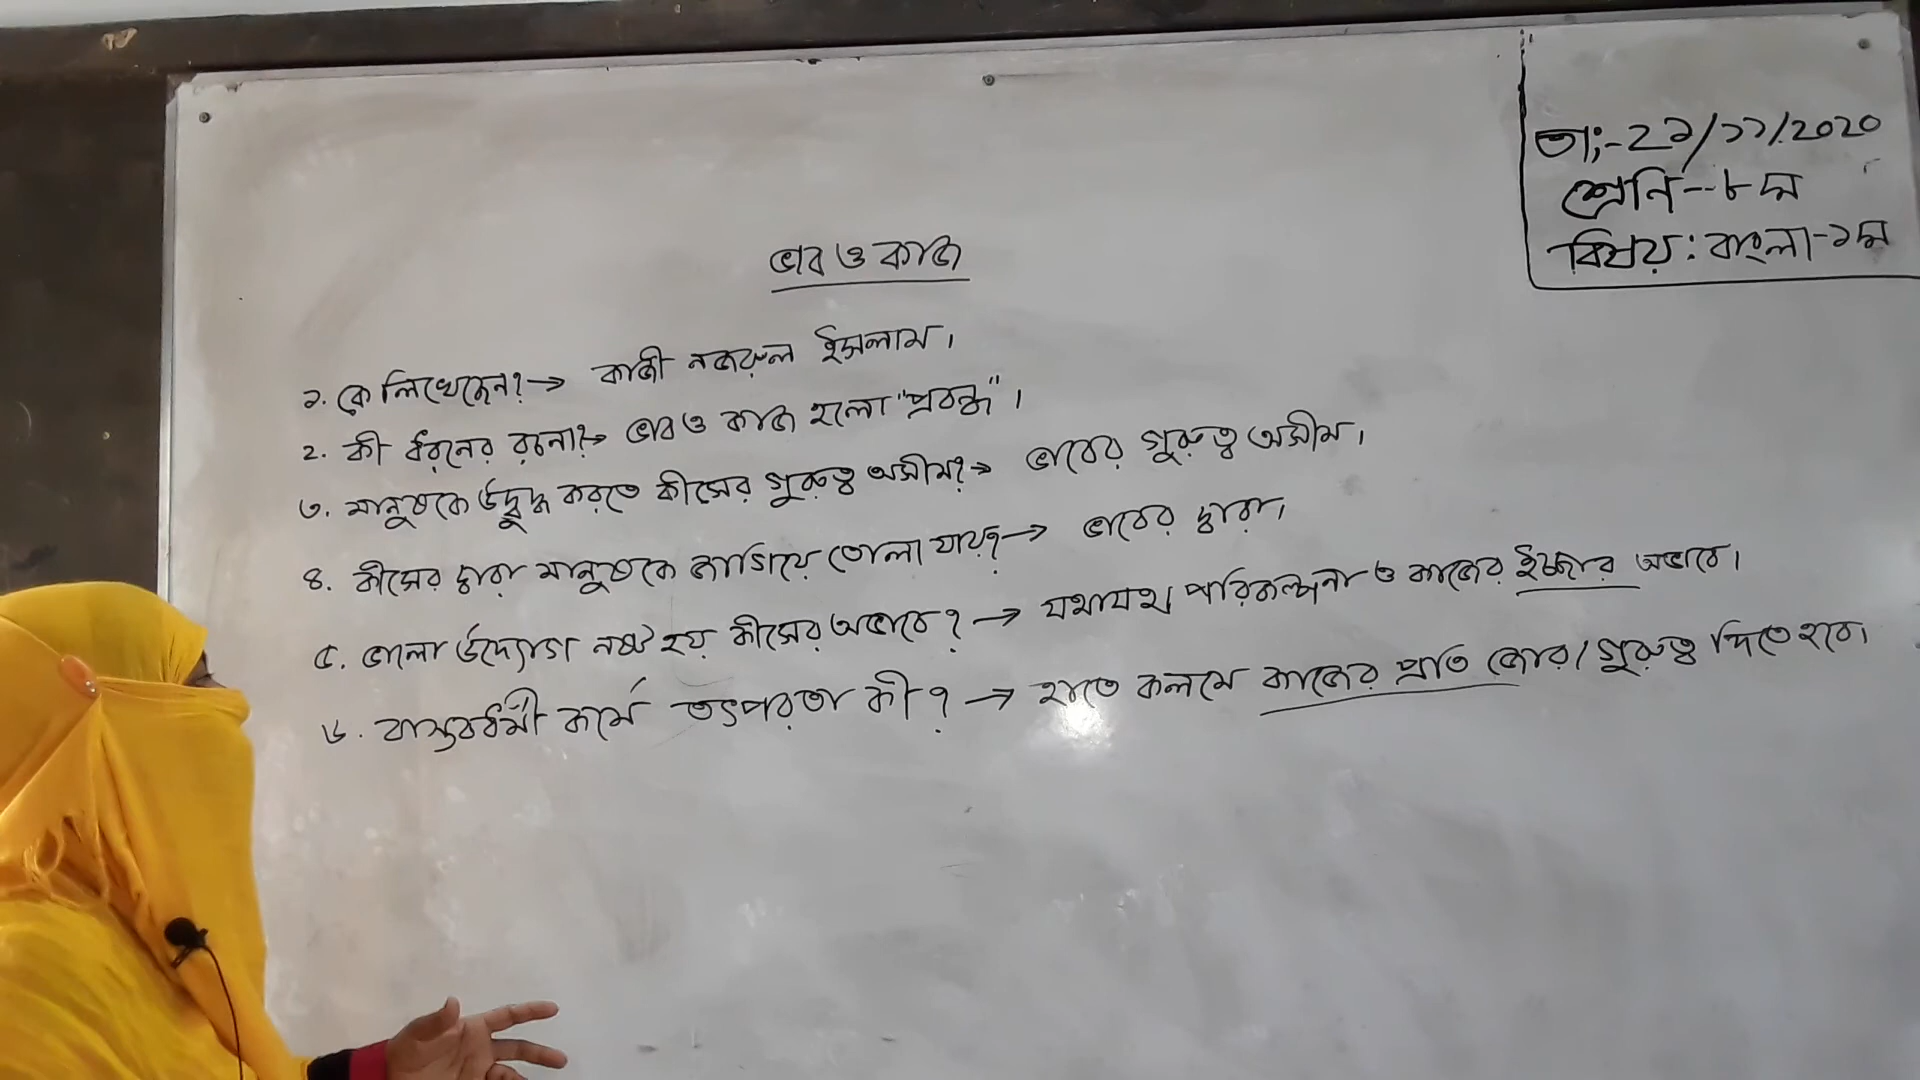 তা:-২১/১১/২০২০
শ্রেনি--৮ম
বিষয়: বাংলা-১ম
ভাব ও কাজ
১. কে লিখেছেন?→ কাজী নজরুল ইসলাম।
২. কী ধরনের রচনা?→ ভাব ও কাজ হলো "প্রবন্ধ"।
৩. মানুষকে উদ্বুদ্ধ করতে কীসের গুরুত্ব অসীম?→ ভাবের গুরুত্ব অসীম।
৪. কীসের দ্বারা মানুষকে জাগিয়ে তোলা যায়?→ ভাবের দ্বারা।
৫. ভালো উদ্যোগ নষ্ট হয় কীসের অভাবে?→ যথাযথ পরিকল্পনা ও কাজের ইচ্ছার অভাবে।
৬. বাস্তবধর্মী কর্মে তৎপরতা কী?→ হাতে কলমে কাজের প্রতি জোর/গুরুত্ব দিতে হবে।